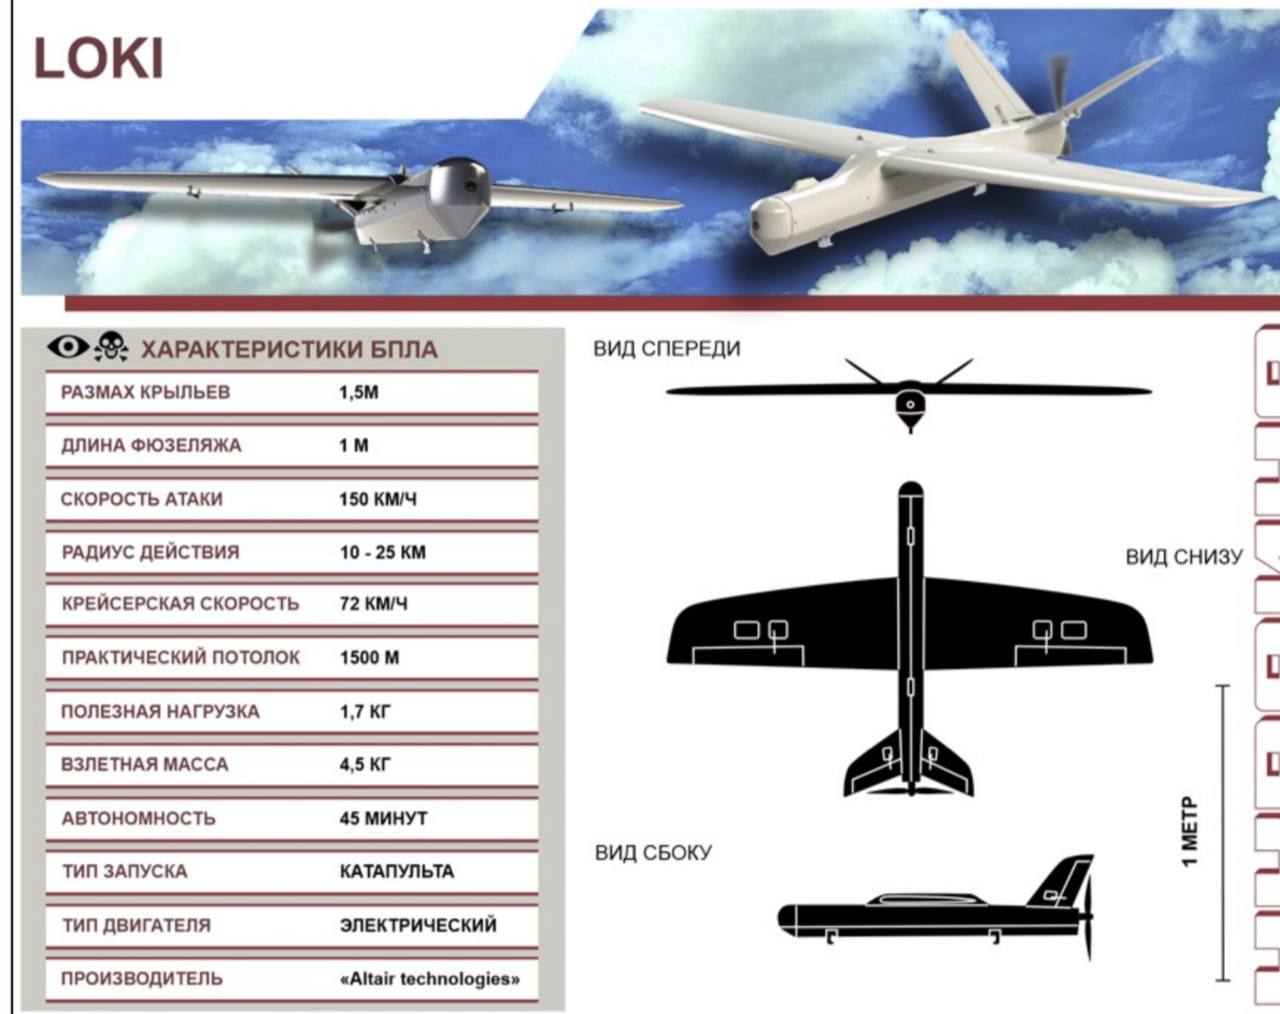 LOKI
ХАРАКТЕРИСТИКИ БПЛА
РАЗМАХ КРЫЛЬЕВ 1,5М
ДЛИНА ФЮЗЕЛЯЖА 1 М
СКОРОСТЬ АТАКИ 150 КМ/Ч
РАДИУС ДЕЙСТВИЯ 10 - 25 КМ
КРЕЙСЕРСКАЯ СКОРОСТЬ 72 КМ/Ч
ПРАКТИЧЕСКИЙ ПОТОЛОК 1500 М
ПОЛЕЗНАЯ НАГРУЗКА 1,7 КГ
ВЗЛЕТНАЯ МАССА 4,5 КГ
АВТОНОМНОСТЬ 45 МИНУТ
ТИП ЗАПУСКА КАТАПУЛЬТА
ТИП ДВИГАТЕЛЯ ЭЛЕКТРИЧЕСКИЙ
ПРОИЗВОДИТЕЛЬ «Altair technologies»
ВИД СПЕРЕДИ
ВИД СНИЗУ
ВИД СБОКУ
1 МЕТР